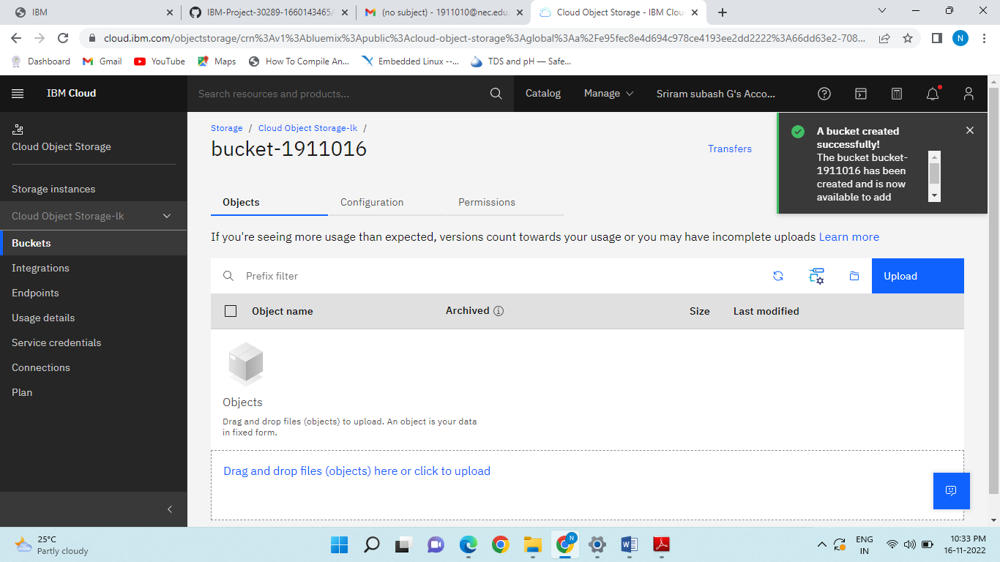 IBM
IBM-Project-30289-1660143465/
(no subject) - 1911010@nec.edu.
Cloud Object Storage - IBM Clou
cloud.ibm.com/objectstorage/crn%3Av1%3Abluemix%3Apublic%3Acloud-object-storage%3Aglobal%3Aa%2Fe95fec8e4d694c978ce4193ee2dd2222%3A66dd63e2-708...
N
Dashboard
Gmail
YouTube
Maps
How To Compile An...
Embedded Linux --...
TDS and pH — Safe...
IBM Cloud
Search resources and products...
Catalog
Manage
Sriram subash G's Acco...
Cloud Object Storage
Storage instances
Cloud Object Storage-lk
Buckets
Integrations
Endpoints
Usage details
Service credentials
Connections
Plan
Storage / Cloud Object Storage-lk /
bucket-1911016
Transfers
A bucket created
successfully!
The bucket bucket-
1911016 has been
created and is now
available to add
Objects
Configuration
Permissions
If you're seeing more usage than expected, versions count towards your usage or you may have incomplete uploads Learn more
Prefix filter
Upload
Object name
Archived
Size
Last modified
Objects
Drag and drop files (objects) to upload. An object is your data
in fixed form.
Drag and drop files (objects) here or click to upload
25°C
Partly cloudy
N
ENG
IN
10:33 PM
16-11-2022